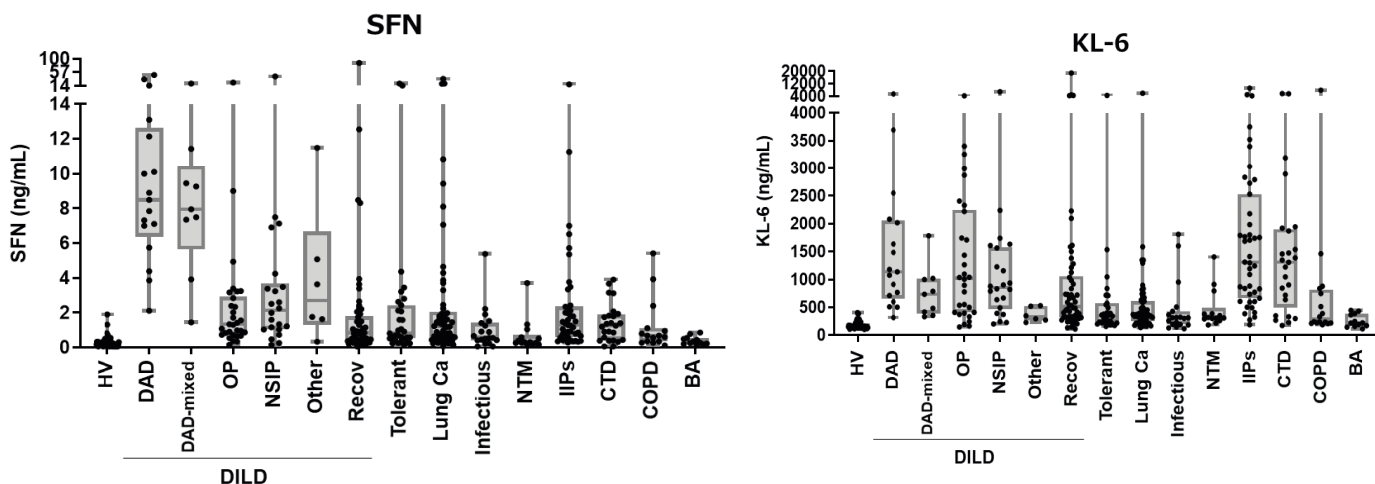 SFN
SFN (ng/mL)
100
57
14
14
12
10
8
6
4
2
0
HV
DAD
DAD-mixed
OP
NSIP
Other
Recov
Tolerant
Lung Ca
Infectious
NTM
IIPs
CTD
COPD
BA
DILD
KL-6
KL-6 (ng/mL)
20000
12000
4000
4000
3500
3000
2500
2000
1500
1000
500
0
HV
DAD
DAD-mixed
OP
NSIP
Other
Recov
Tolerant
Lung Ca
Infectious
NTM
IIPs
CTD
COPD
BA
DILD